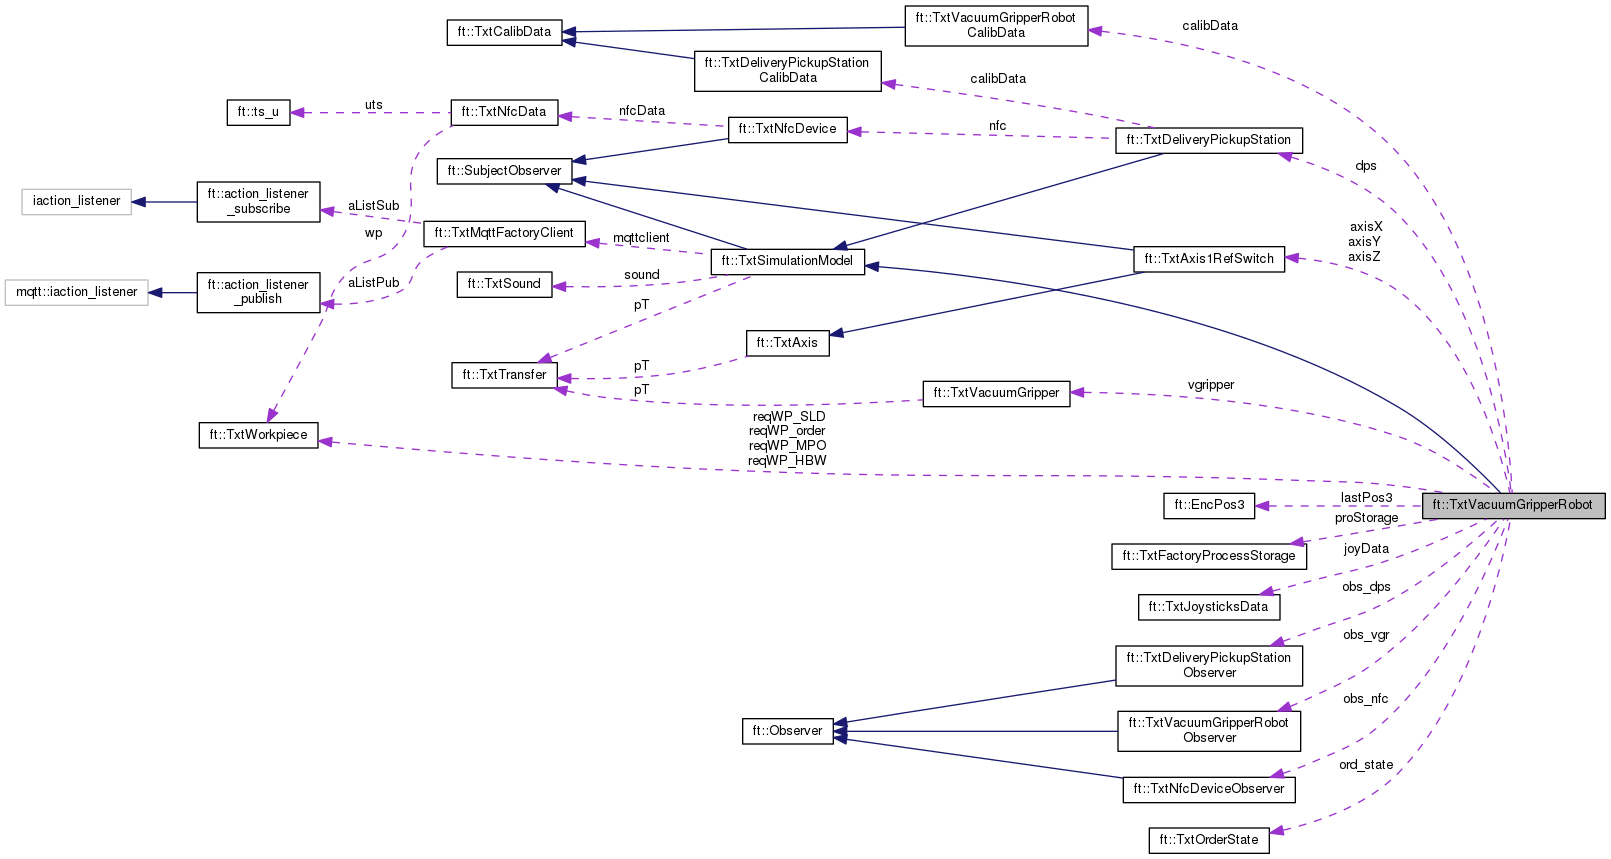 ft::TxtVacuumGripperRobot
CalibData
calibData
ft::TxtCalibData
ft::TxtDeliveryPickupStation
CalibData
calibData
ft::ts_u
uts
ft::TxtNfcData
nfcData
ft::TxtNfcDevice
nfc
ft::TxtDeliveryPickupStation
dps
ft::SubjectObserver
iaction_listener
ft::action_listener
_subscribe
aListSub
wp
ft::TxtMqttFactoryClient
mqttclient
ft::TxtSimulationModel
axisX
axisY
axisZ
ft::TxtAxis1RefSwitch
mqtt::iaction_listener
ft::action_listener
_publish
aListPub
ft::TxtSound
sound
pT
ft::TxtAxis
ft::TxtTransfer
pT
pT
ft::TxtVacuumGripper
vgripper
ft::TxtWorkpiece
reqWP_SLD
reqWP_order
reqWP_MPO
reqWP_HBW
ft::EncPos3
lastPos3
ft::TxtVacuumGripperRobot
proStorage
ft::TxtFactoryProcessStorage
joyData
ft::TxtJoysticksData
obs_dps
ft::TxtDeliveryPickupStation
Observer
obs_vgr
ft::TxtVacuumGripperRobot
Observer
ft::Observer
obs_nfc
ft::TxtNfcDeviceObserver
ord_state
ft::TxtOrderState